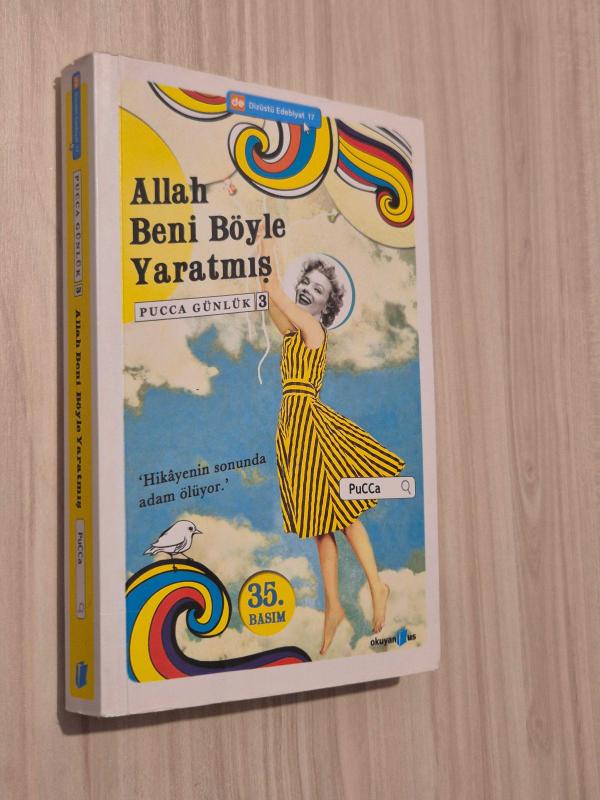 de Dizüstü Edebiyat 17
Allah
Beni Böyle
Yaratmış
PUCCA GÜNLÜK 3
'Hikâyenin sonunda
adam ölüyor.'
PuCCa
35.
BASIM
okuyan us
de
PUCCA GÜNLÜK 3
Allah Beni Böyle Yaratmış
PuCCa